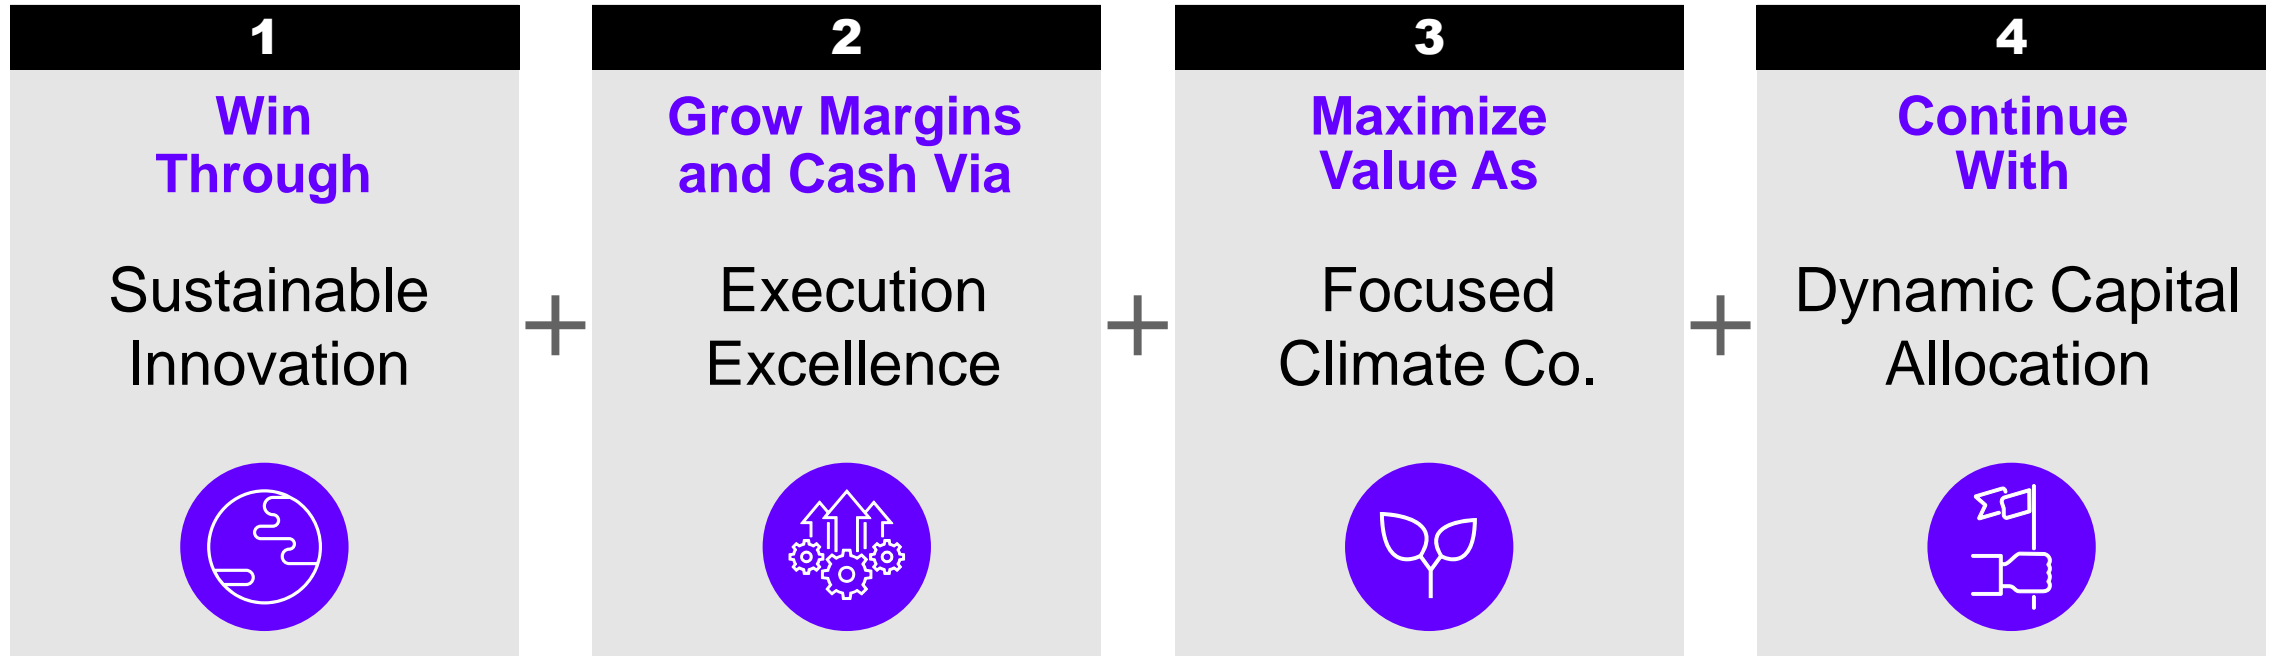 1
Win
Through
Sustainable
Innovation
+
2
Grow Margins
and Cash Via
Execution
Excellence
+
3
Maximize
Value As
Focused
Climate Co.
+
4
Continue
With
Dynamic Capital
Allocation